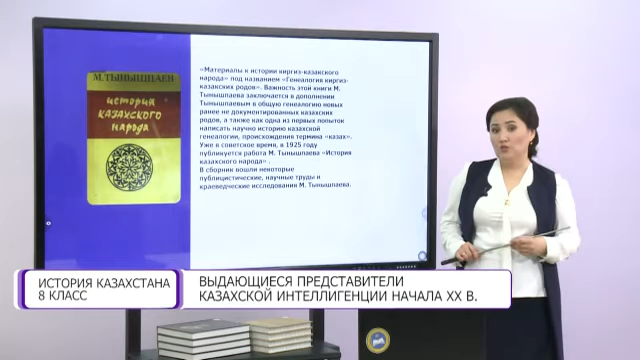 М. ТЫНЫШПАЕВ
история
казахского
народа
«Материалы к истории киргиз-казакского
народа» под названием «Генеалогия киргиз-
казакских родов». Важность этой книги М.
Тынышпаева заключается в дополнении
Тынышпаевым в общую генеалогию новых
ранее не документированных казахских
родов, а также как одна из первых попыток
написать научно историю казахской
генеалогии, происхождения термина «казах».
Уже в советское время, в 1925 году
публикуется работа М. Тынышпаева «История
казахского народа» .
В сборник вошли некоторые
публицистические, научные труды и
краеведческие исследования М. Тынышпаева.
ИСТОРИЯ КАЗАХСТАНА
8 КЛАСС
ВЫДАЮЩИЕСЯ ПРЕДСТАВИТЕЛИ
КАЗАХСКОЙ ИНТЕЛЛИГЕНЦИИ НАЧАЛА ХХ В.